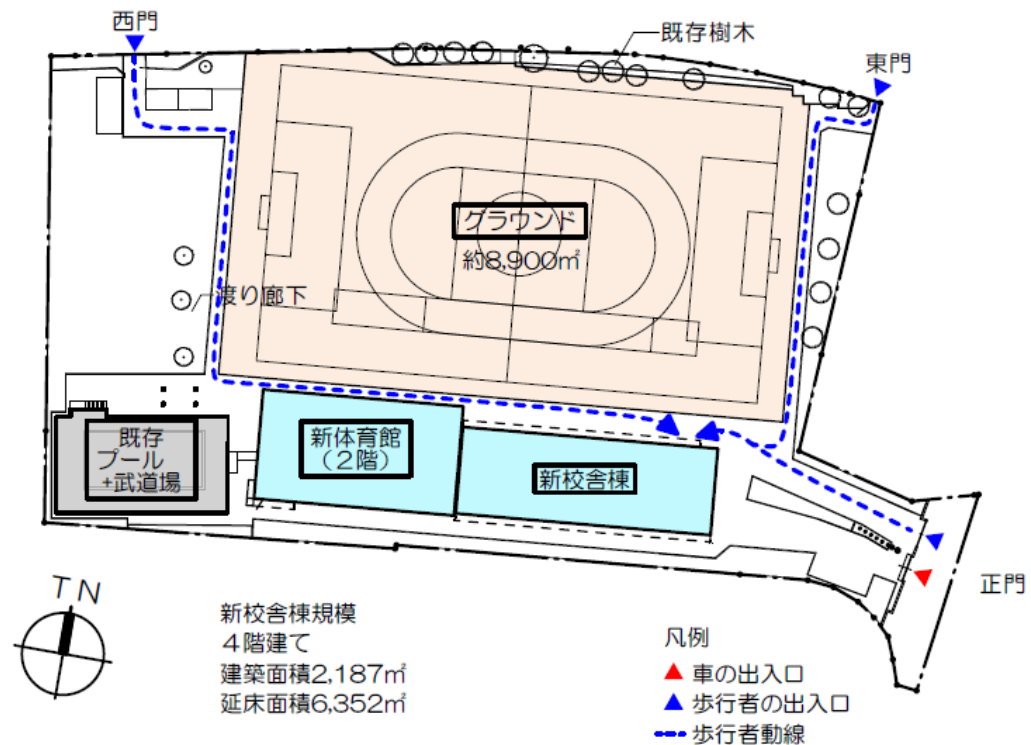 西門
既存樹木
東門
グラウンド
約8,900㎡
渡り廊下
既存
プール
+武道場
新体育館
（2階）
新校舎棟
正門
TN
新校舎棟規模
4階建て
建築面積2,187㎡
延床面積6,352㎡
凡例
車の出入口
歩行者の出入口
歩行者動線